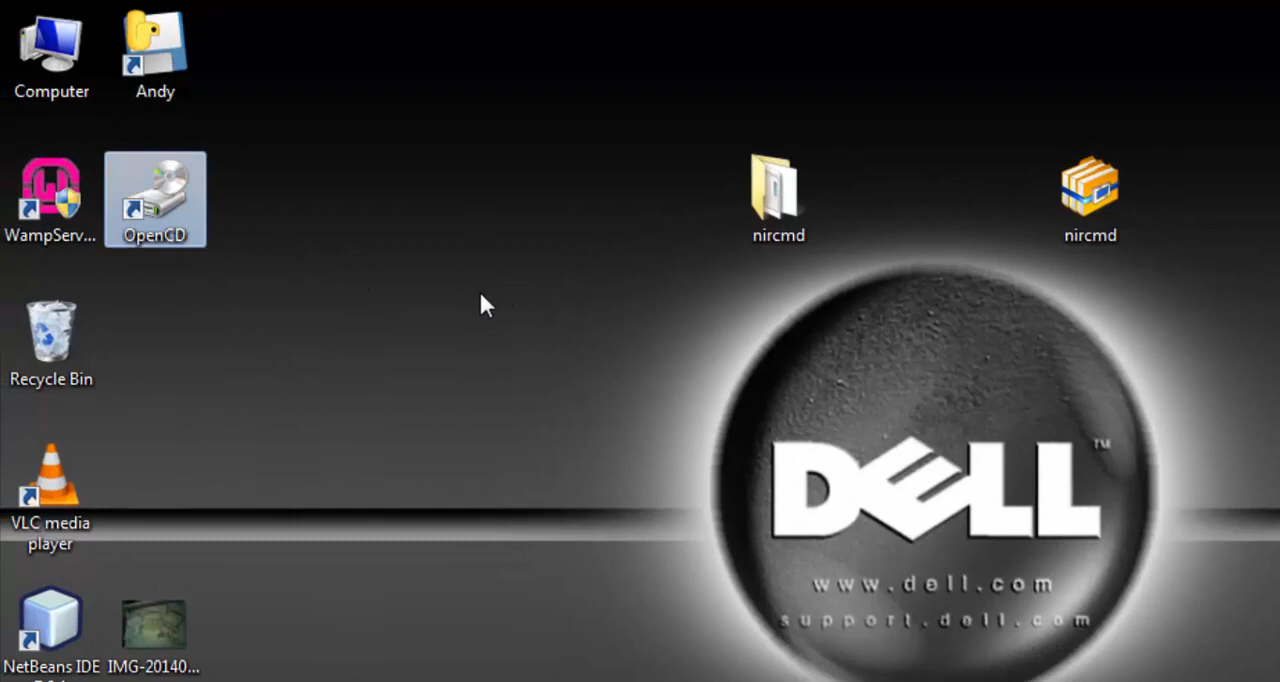 Computer
Andy
WampServ...
OpenCD
nircmd
nircmd
Recycle Bin
VLC media
player
NetBeans IDE
IMG-20140...
DELL™
www.dell.com
support.dell.com